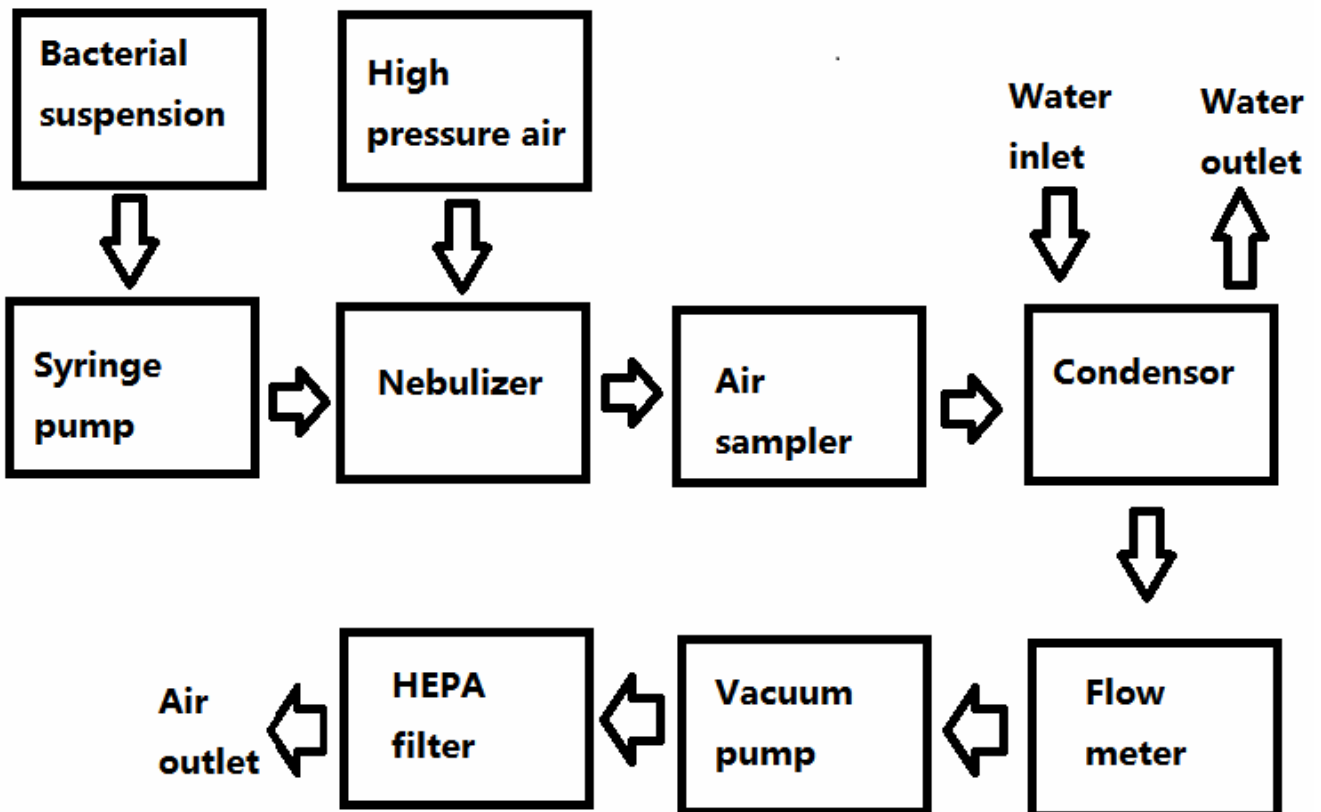 Bacterial
suspension
High
pressure air
Water
inlet
Water
outlet
Syringe
pump
Nebulizer
Air
sampler
Condensor
Air
outlet
HEPA
filter
Vacuum
pump
Flow
meter